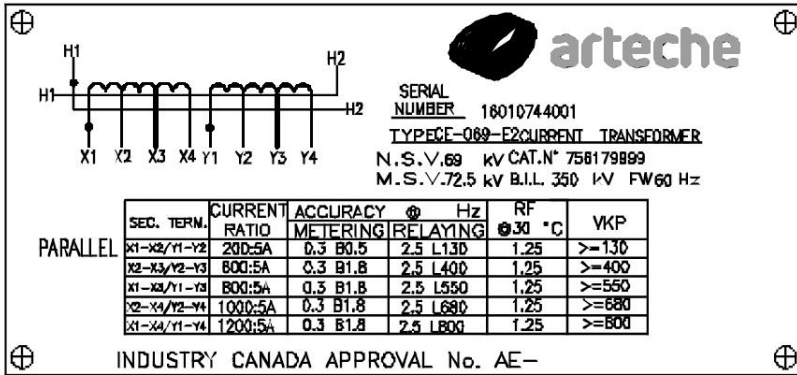 arteche
H1 H2
H1 H2
X1 X2 X3 X4 Y1 Y2 Y3 Y4
SERIAL
NUMBER 16010744001
TYPECE-069-E2CURRENT TRANSFORMER
N.S.V.69 kV CAT.Nº 756179899
M.S.V.72.5 kV B.I.L. 350 kV FW60 Hz
PARALLEL
SEC. TERM. CURRENT RATIO ACCURACY @ Hz METERING RELAYING RF @30 °C VKP
X1-X2/Y1-Y2 200:5A 0.3 B0.5 2.5 L130 1.25 >=130
X2-X3/Y2-Y3 600:5A 0.3 B1.8 2.5 L400 1.25 >=400
X1-X3/Y1-Y3 800:5A 0.3 B1.8 2.5 L550 1.25 >=550
X2-X4/Y2-Y4 1000:5A 0.3 B1.8 2.5 L680 1.25 >=680
X1-X4/Y1-Y4 1200:5A 0.3 B1.8 2.5 L800 1.25 >=800
INDUSTRY CANADA APPROVAL No. AE-